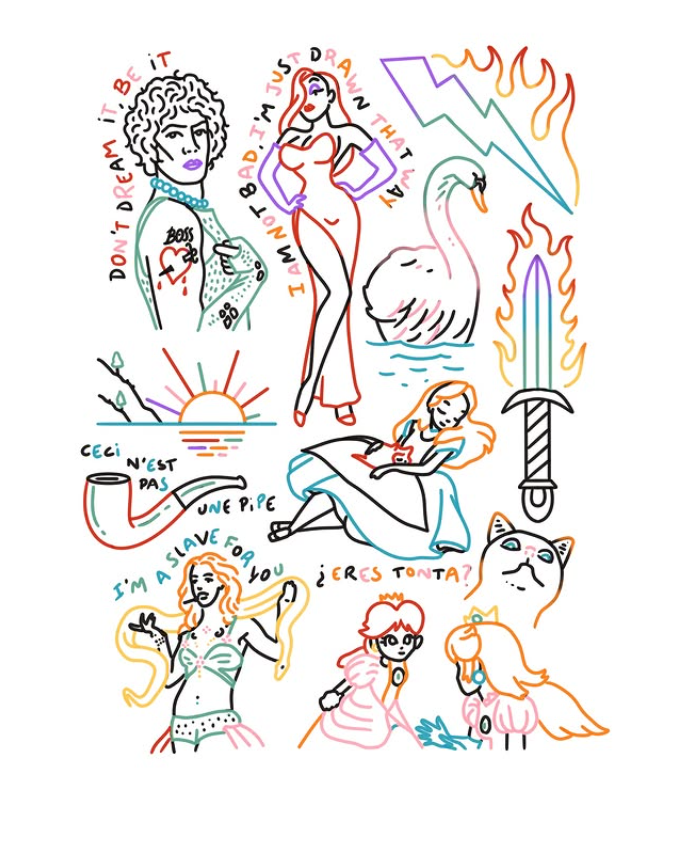 DON'T DREAM iT, BE iT
I AM NOT BAD, I'M JUST DRAWN THAT WAY
BOSS
CECi
N'EST
PAS
UNE PiPE
I'M A SLAVE FOR YOU
¿ERES TONTA?